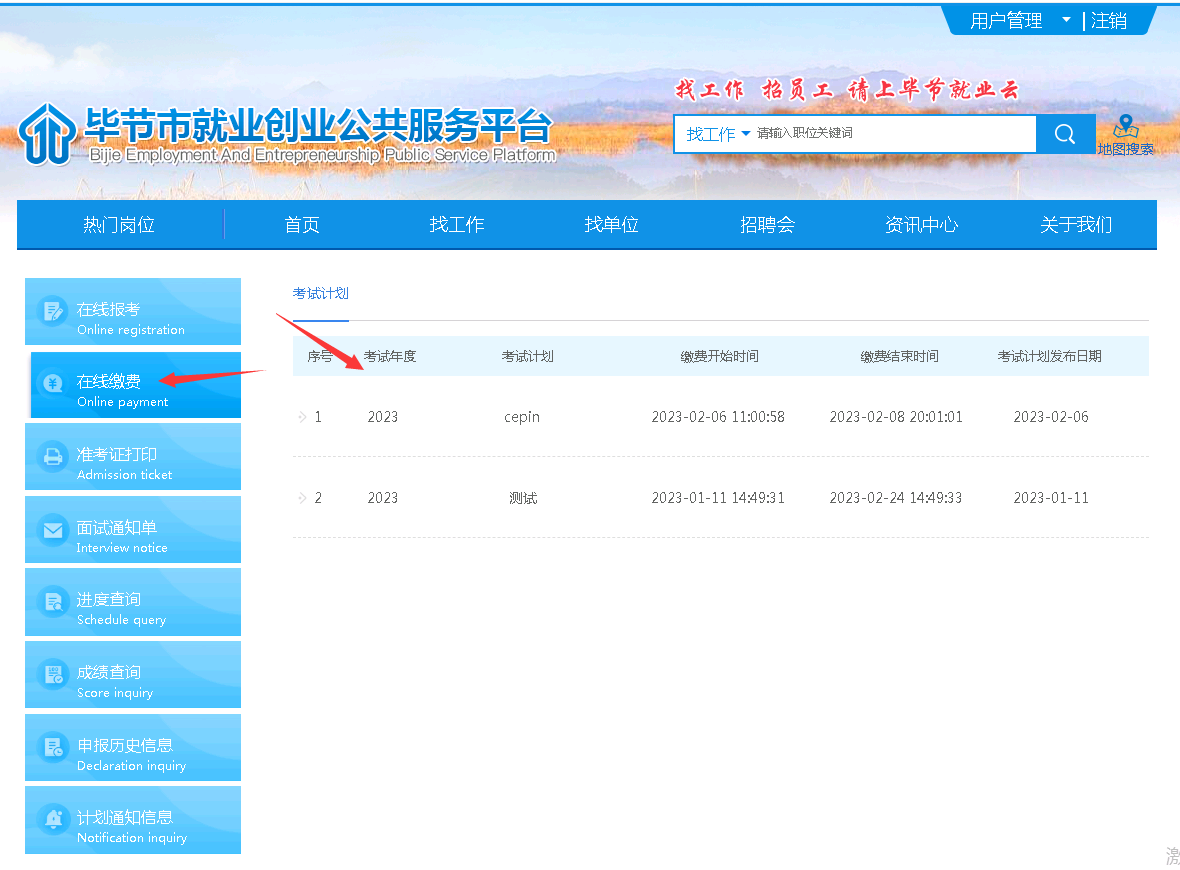 用户管理 | 注销
找工作 招员工 请上毕节就业云
毕节市就业创业公共服务平台
Bijie Employment And Entrepreneurship Public Service Platform
找工作 请输入职位关键词
地图搜索
热门岗位 首页 找工作 找单位 招聘会 资讯中心 关于我们
在线报考
Online registration
在线缴费
Online payment
准考证打印
Admission ticket
面试通知单
Interview notice
进度查询
Schedule query
成绩查询
Score inquiry
申报历史信息
Declaration inquiry
计划通知信息
Notification inquiry
考试计划
序号 考试年度 考试计划 缴费开始时间 缴费结束时间 考试计划发布日期
1 2023 cepin 2023-02-06 11:00:58 2023-02-08 20:01:01 2023-02-06
2 2023 测试 2023-01-11 14:49:31 2023-02-24 14:49:33 2023-01-11